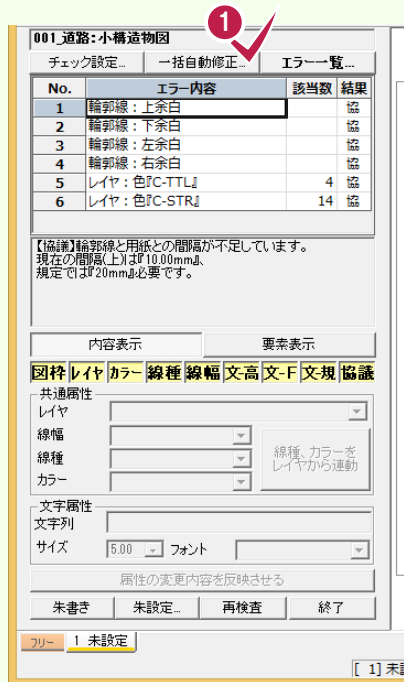 1
001_道路:小構造物図
チェック設定... 一括自動修正... エラー一覧...
No. エラー内容 該当数 結果
1 輪郭線:上余白 協
2 輪郭線:下余白 協
3 輪郭線:左余白 協
4 輪郭線:右余白 協
5 レイヤ:色『C-TTL』 4 協
6 レイヤ:色『C-STR』 14 協
【協議】輪郭線と用紙との間隔が不足しています。
現在の間隔(上)は『10.00mm』、
規定では『20mm』必要です。
内容表示 要素表示
図枠 レイヤ カラー 線種 線幅 文-高 文-F 文-規 協議
共通属性
レイヤ
線幅
線種
カラー
線種、カラーを
レイヤから連動
文字属性
文字列
サイズ 5.00 フォント
属性の変更内容を反映させる
朱書き 朱設定... 再検査 終了
フリー 1 未設定
[ 1] 未